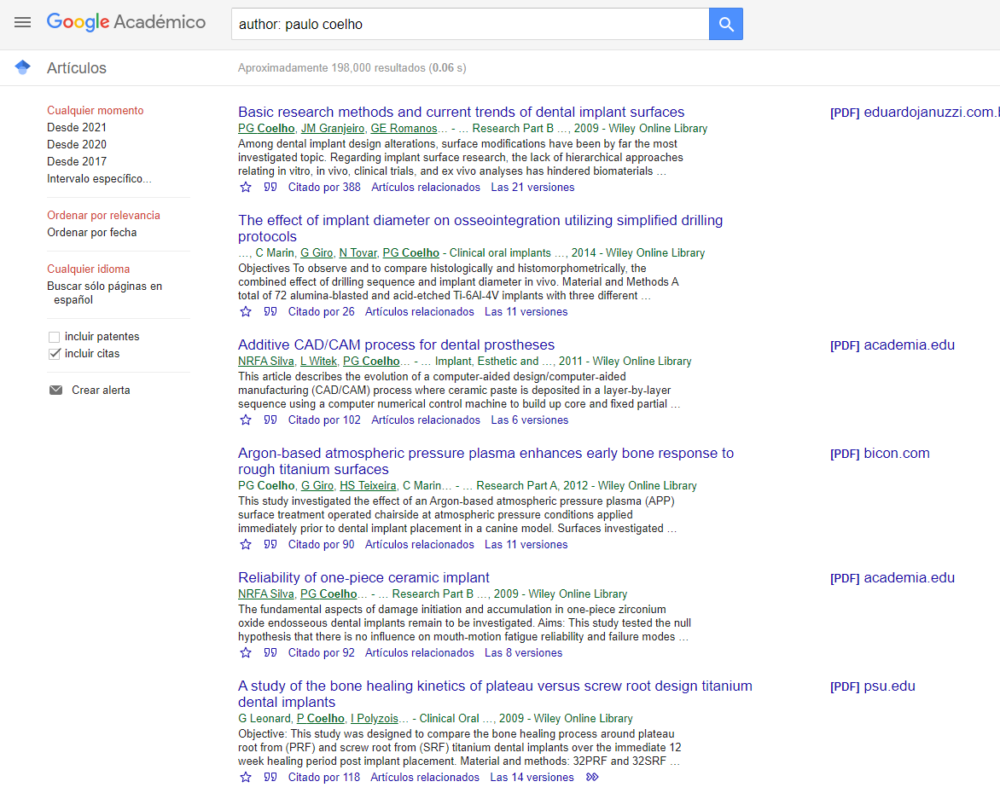 Google Académico
author: paulo coelho
Artículos
Aproximadamente 198,000 resultados (0.06 s)
Cualquier momento
Desde 2021
Desde 2020
Desde 2017
Intervalo específico...
Ordenar por relevancia
Ordenar por fecha
Cualquier idioma
Buscar sólo páginas en
español
incluir patentes
incluir citas
Crear alerta
Basic research methods and current trends of dental implant surfaces
PG Coelho, JM Granjeiro, GE Romanos… - … Research Part B …, 2009 - Wiley Online Library
Among dental implant design alterations, surface modifications have been by far the most
investigated topic. Regarding implant surface research, the lack of hierarchical approaches
relating in vitro, in vivo, clinical trials, and ex vivo analyses has hindered biomaterials …
Citado por 388 Artículos relacionados Las 21 versiones
[PDF] eduardojanuzzi.com.b
The effect of implant diameter on osseointegration utilizing simplified drilling
protocols
…, C Marin, G Giro, N Tovar, PG Coelho - Clinical oral implants …, 2014 - Wiley Online Library
Objectives To observe and to compare histologically and histomorphometrically, the
combined effect of drilling sequence and implant diameter in vivo. Material and Methods A
total of 72 alumina‐blasted and acid‐etched Ti‐6Al‐4V implants with three different …
Citado por 26 Artículos relacionados Las 11 versiones
Additive CAD/CAM process for dental prostheses
NRFA Silva, L Witek, PG Coelho… - … Implant, Esthetic and …, 2011 - Wiley Online Library
This article describes the evolution of a computer‐aided design/computer‐aided
manufacturing (CAD/CAM) process where ceramic paste is deposited in a layer‐by‐layer
sequence using a computer numerical control machine to build up core and fixed partial …
Citado por 102 Artículos relacionados Las 6 versiones
[PDF] academia.edu
Argon‐based atmospheric pressure plasma enhances early bone response to
rough titanium surfaces
PG Coelho, G Giro, HS Teixeira, C Marin… - … Research Part A, 2012 - Wiley Online Library
This study investigated the effect of an Argon‐based atmospheric pressure plasma (APP)
surface treatment operated chairside at atmospheric pressure conditions applied
immediately prior to dental implant placement in a canine model. Surfaces investigated …
Citado por 90 Artículos relacionados Las 11 versiones
[PDF] bicon.com
Reliability of one‐piece ceramic implant
NRFA Silva, PG Coelho… - … Research Part B …, 2009 - Wiley Online Library
The fundamental aspects of damage initiation and accumulation in one‐piece zirconium
oxide endosseous dental implants remain to be investigated. Aims: This study tested the null
hypothesis that there is no influence on mouth‐motion fatigue reliability and failure modes …
Citado por 92 Artículos relacionados Las 8 versiones
[PDF] academia.edu
A study of the bone healing kinetics of plateau versus screw root design titanium
dental implants
G Leonard, P Coelho, I Polyzois… - Clinical Oral …, 2009 - Wiley Online Library
Objective: This study was designed to compare the bone healing process around plateau
root from (PRF) and screw root from (SRF) titanium dental implants over the immediate 12
week healing period post implant placement. Material and methods: 32PRF and 32SRF …
Citado por 118 Artículos relacionados Las 14 versiones
[PDF] psu.edu